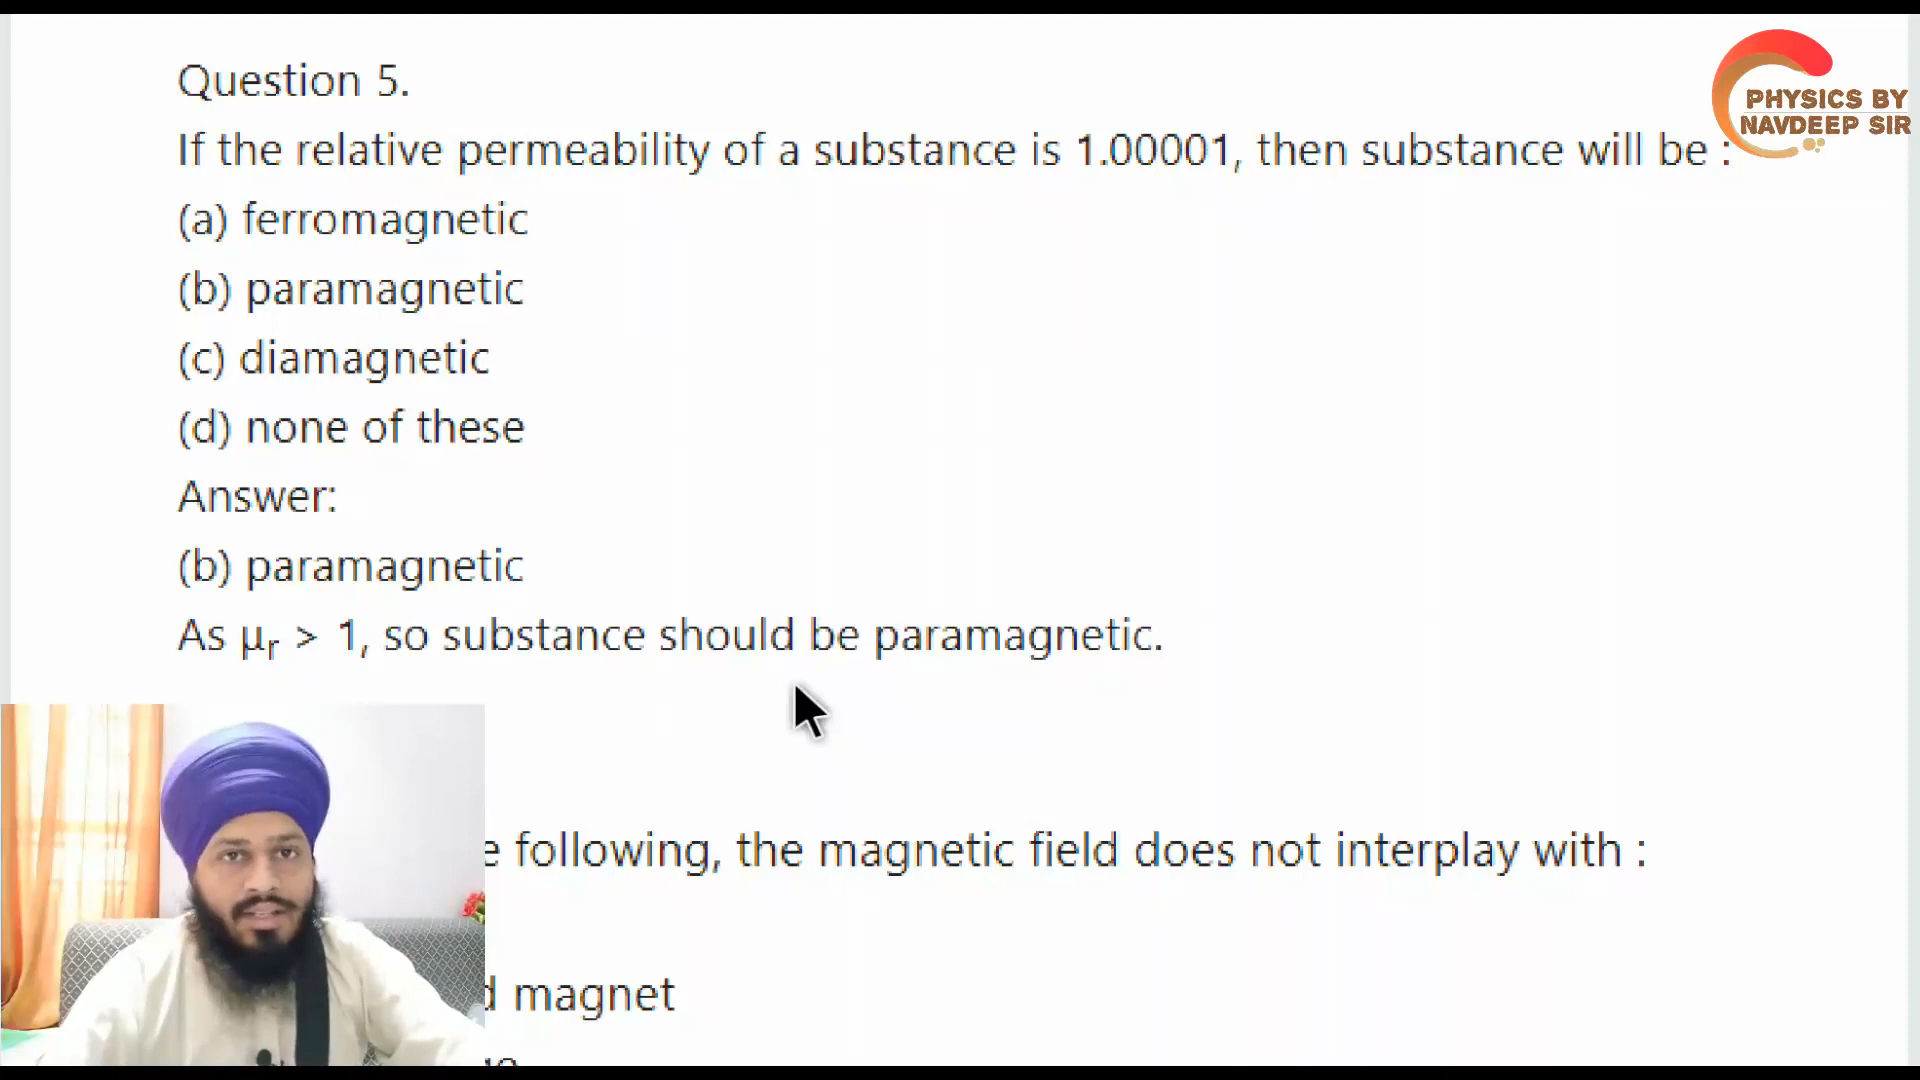 PHYSICS BY
NAVDEEP SIR
Question 5.
If the relative permeability of a substance is 1.00001, then substance will be :
(a) ferromagnetic
(b) paramagnetic
(c) diamagnetic
(d) none of these
Answer:
(b) paramagnetic
As μr > 1, so substance should be paramagnetic.
following, the magnetic field does not interplay with :
magnet